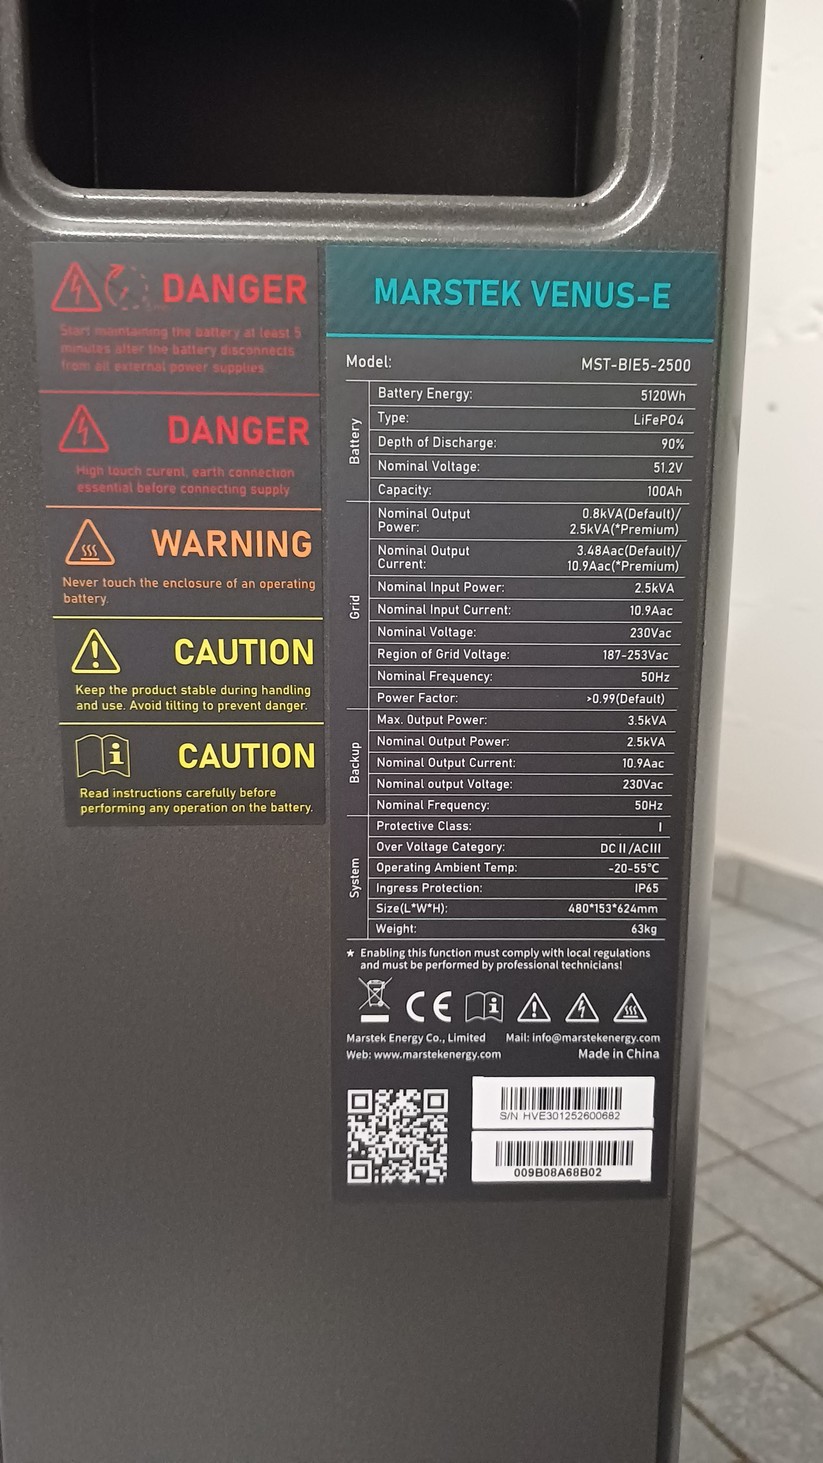 DANGER
Start maintaining the battery at least 5
minutes after the battery disconnects
from all external power supplies.
DANGER
High touch curent, earth connection
essential before connecting supply
WARNING
Never touch the enclosure of an operating
battery.
CAUTION
Keep the product stable during handling
and use. Avoid tilting to prevent danger.
CAUTION
Read instructions carefully before
performing any operation on the battery.
MARSTEK VENUS-E
Model: MST-BIE5-2500
Battery
Battery Energy: 5120Wh
Type: LiFePO4
Depth of Discharge: 90%
Nominal Voltage: 51.2V
Capacity: 100Ah
Grid
Nominal Output Power: 0.8kVA(Default)/
2.5kVA(*Premium)
Nominal Output Current: 3.48Aac(Default)/
10.9Aac(*Premium)
Nominal Input Power: 2.5kVA
Nominal Input Current: 10.9Aac
Nominal Voltage: 230Vac
Region of Grid Voltage: 187-253Vac
Nominal Frequency: 50Hz
Power Factor: >0.99(Default)
Backup
Max. Output Power: 3.5kVA
Nominal Output Power: 2.5kVA
Nominal Output Current: 10.9Aac
Nominal output Voltage: 230Vac
Nominal Frequency: 50Hz
System
Protective Class: I
Over Voltage Category: DC II /ACIII
Operating Ambient Temp: -20-55°C
Ingress Protection: IP65
Size(L*W*H): 480*153*624mm
Weight: 63kg
★ Enabling this function must comply with local regulations
and must be performed by professional technicians!
CE
Marstek Energy Co., Limited Mail: info@marstekenergy.com
Web: www.marstekenergy.com Made in China
S/N HVE301252600682
009B08A68B02